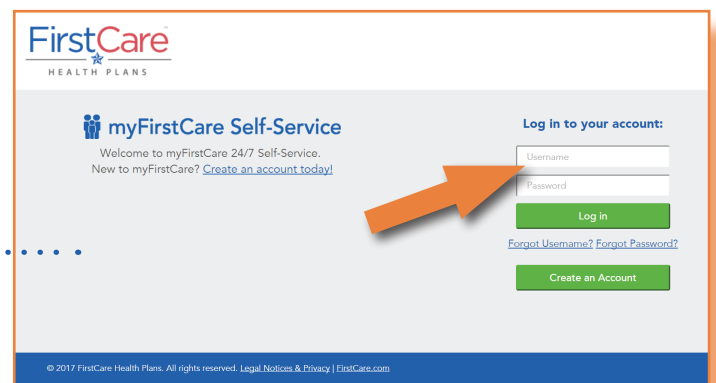 FirstCare
HEALTH PLANS
myFirstCare Self-Service
Welcome to myFirstCare 24/7 Self-Service.
New to myFirstCare? Create an account today!
Log in to your account:
Username
Password
Log in
Forgot Username? Forgot Password?
Create an Account
© 2017 FirstCare Health Plans. All rights reserved. Legal Notices & Privacy | FirstCare.com